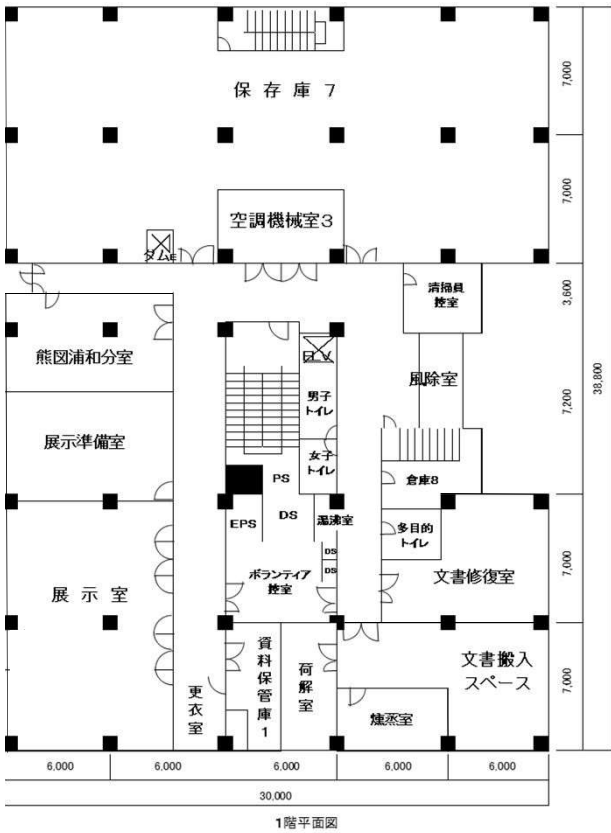 保存庫7
7,000
空調機械室3
7,000
ダムE
清掃員
控室
3,600
熊図浦和分室
EV
男子
トイレ
風除室
7,200
38,800
展示準備室
女子
トイレ
PS
倉庫8
EPS
DS
湯沸室
多目的
トイレ
展示室
DS
DS
ボランティア
控室
文書修復室
7,000
更衣室
資料保管庫1
荷解室
文書搬入
スペース
7,000
燻蒸室
6,000
6,000
6,000
6,000
6,000
30,000
1階平面図